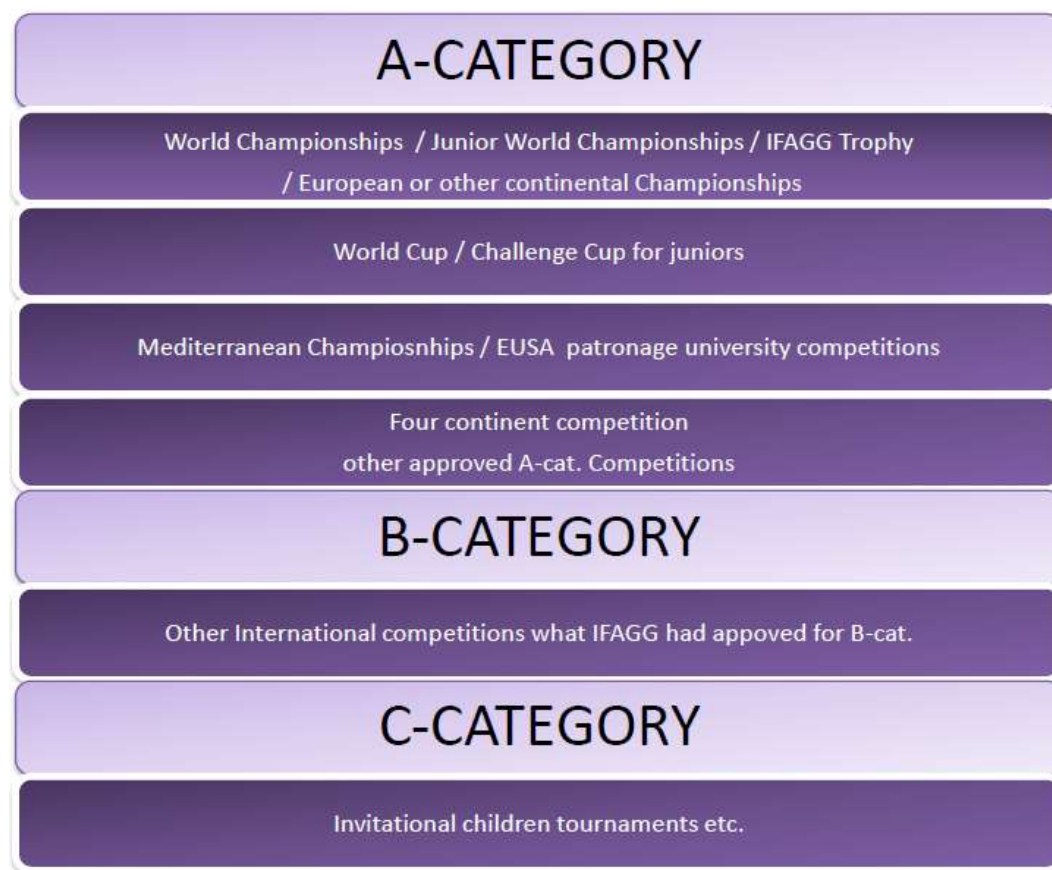 A-CATEGORY
World Championships / Junior World Championships / IFAGG Trophy
/ European or other continental Championships
World Cup / Challenge Cup for juniors
Mediterranean Champiosnhips / EUSA patronage university competitions
Four continent competition
other approved A-cat. Competitions
B-CATEGORY
Other International competitions what IFAGG had appoved for B-cat.
C-CATEGORY
Invitational children tournaments etc.